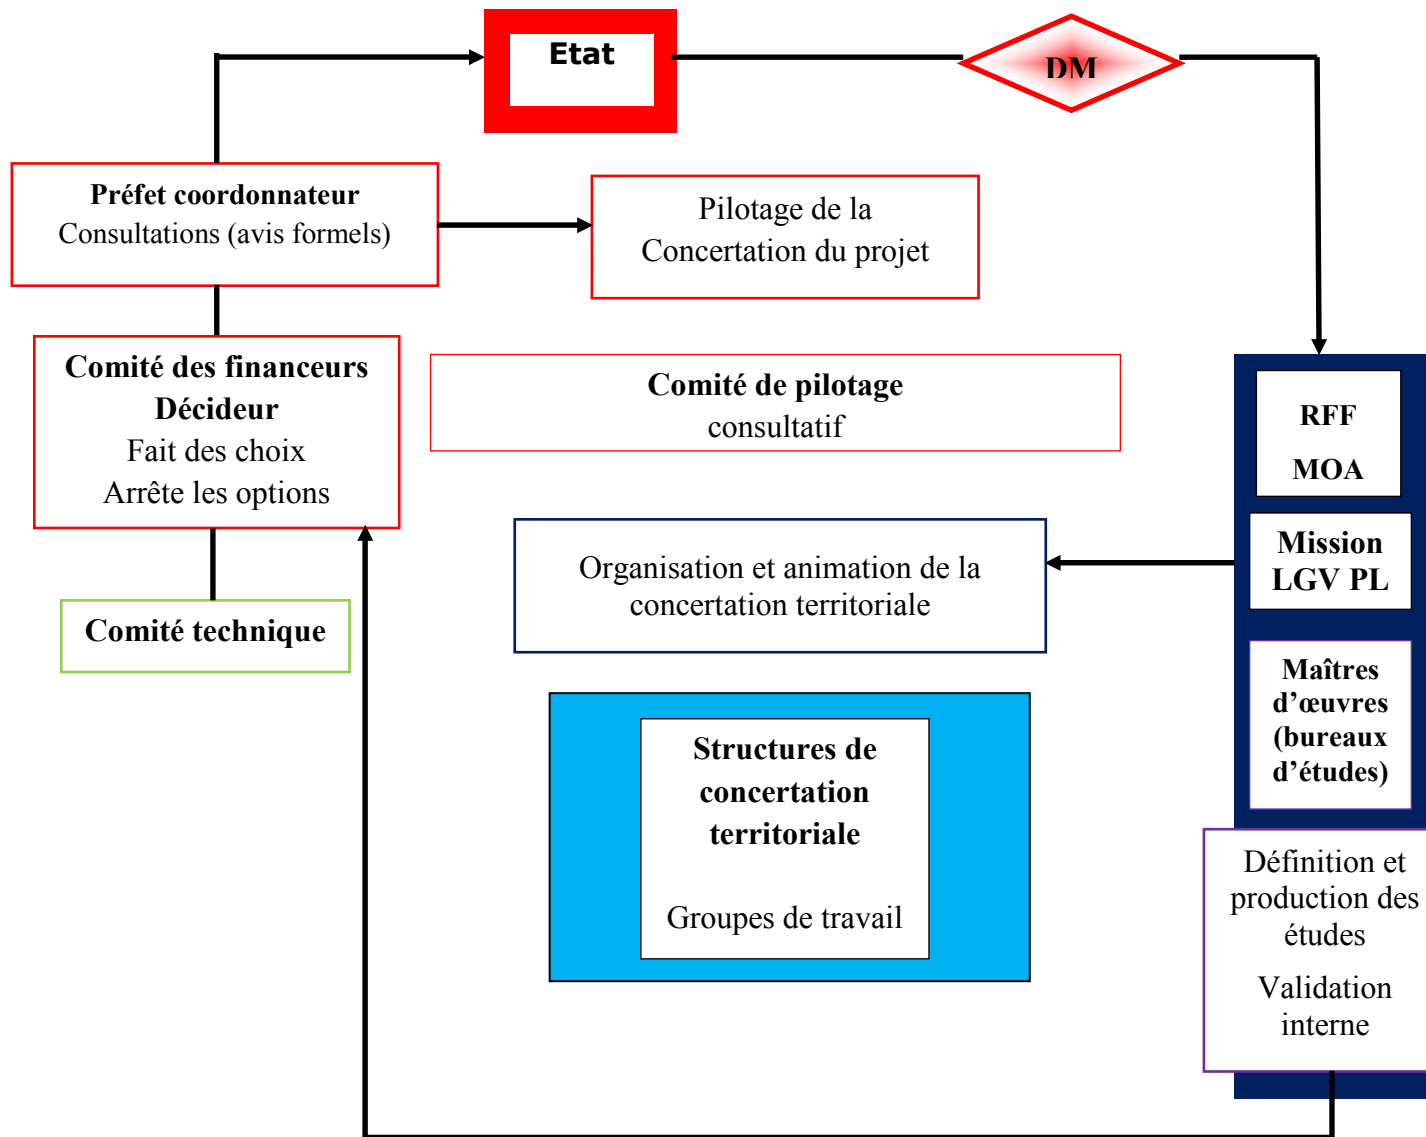 Etat
DM
Préfet coordonnateur
Consultations (avis formels)
Pilotage de la
Concertation du projet
Comité des financeurs
Décideur
Fait des choix
Arrête les options
Comité de pilotage
consultatif
RFF
MOA
Mission
LGV PL
Organisation et animation de la
concertation territoriale
Comité technique
Maîtres
d’œuvres
(bureaux
d’études)
Structures de
concertation
territoriale
Groupes de travail
Définition et
production des
études
Validation
interne